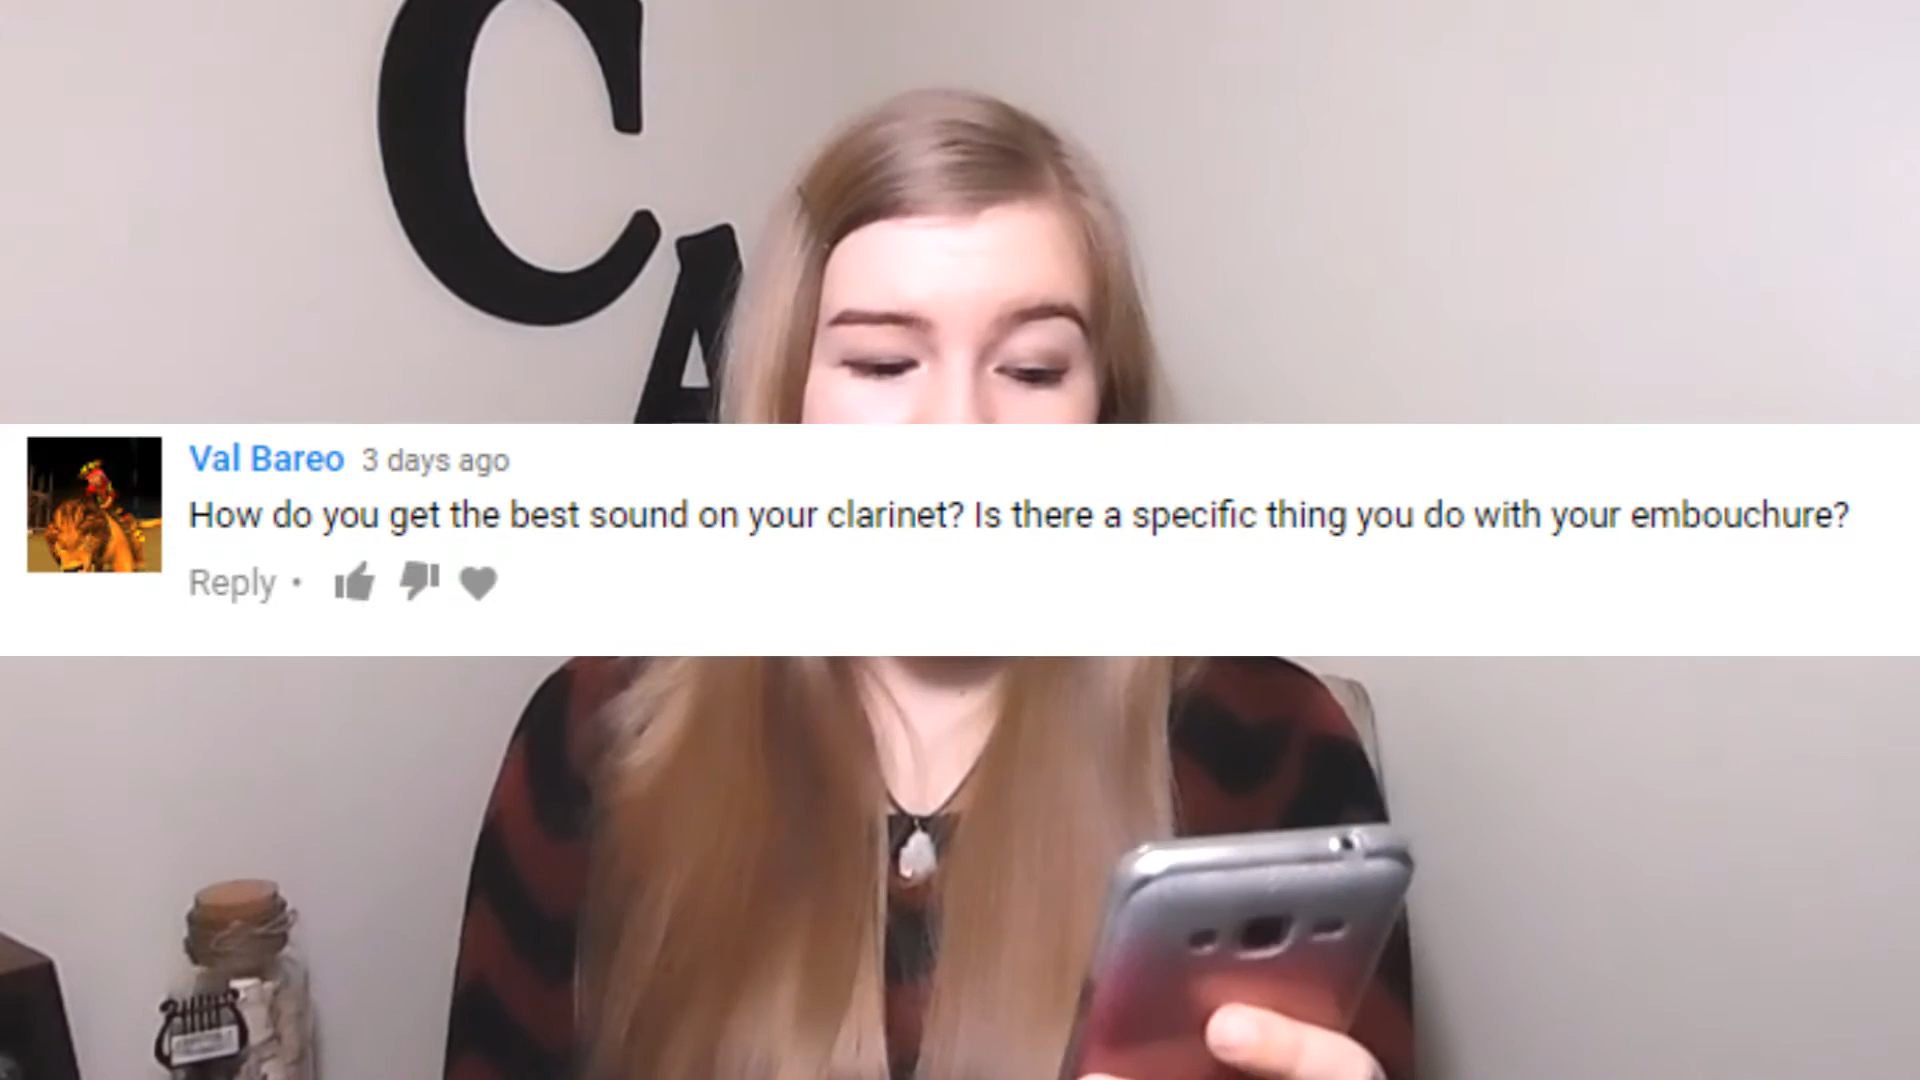 C
A
Val Bareo 3 days ago
How do you get the best sound on your clarinet? Is there a specific thing you do with your embouchure?
Reply •